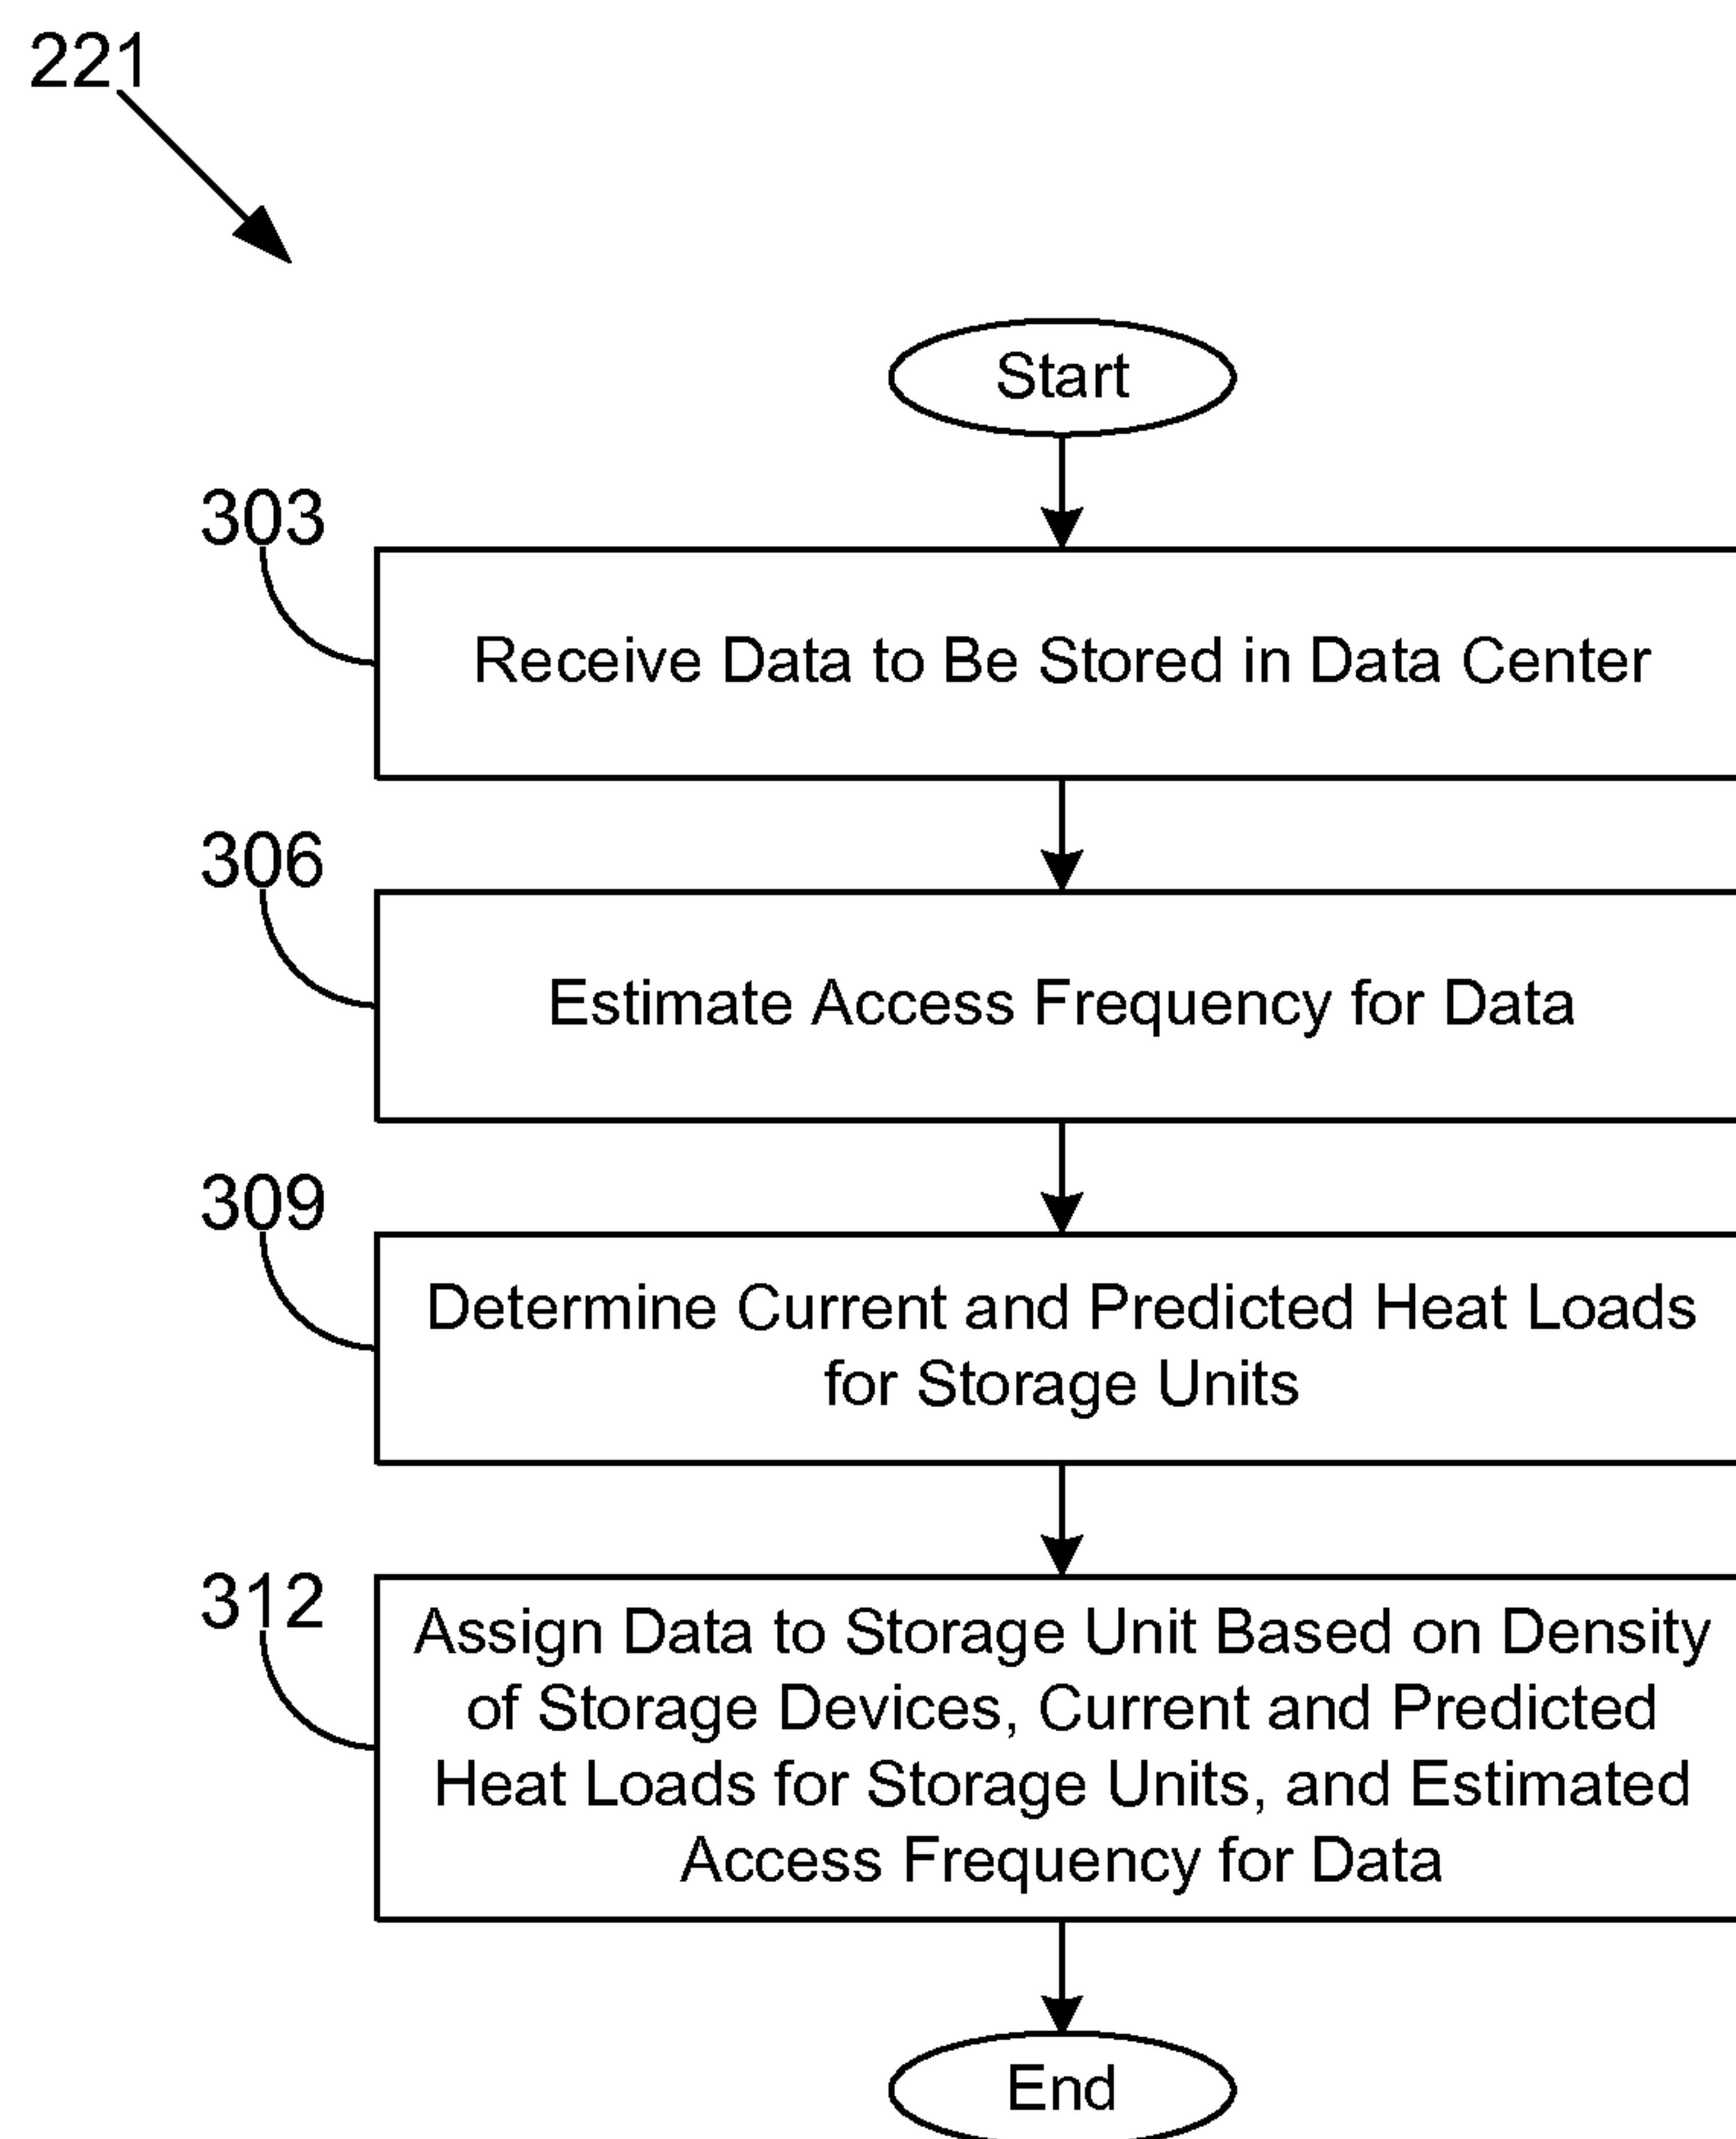 221
Start
303
Receive Data to Be Stored in Data Center
306
Estimate Access Frequency for Data
309
Determine Current and Predicted Heat Loads
for Storage Units
312
Assign Data to Storage Unit Based on Density
of Storage Devices, Current and Predicted
Heat Loads for Storage Units, and Estimated
Access Frequency for Data
End